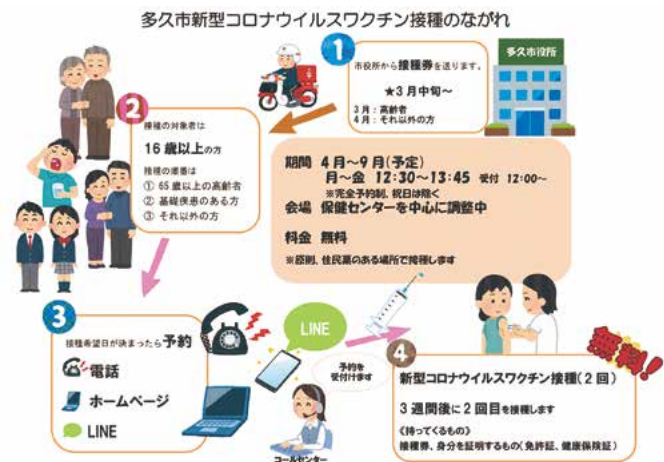 多久市新型コロナウイルスワクチン接種のながれ
1
市役所から接種券を送ります。
★3月中旬～
3月：高齢者
4月：それ以外の方
多久市役所
2
接種の対象者は
16歳以上の方
接種の順番は
① 65歳以上の高齢者
② 基礎疾患のある方
③ それ以外の方
期間 4月～9月(予定)
月～金 12:30～13:45 受付 12:00～
※完全予約制、祝日は除く
会場 保健センターを中心に調整中
料金 無料
※原則、住民票のある場所で接種します
3
接種希望日が決まったら予約
電話
ホームページ
LINE
LINE
予約を
受付けます
コールセンター
無料!
4
新型コロナウイルスワクチン接種(2回)
3週間後に2回目を接種します
《持ってくるもの》
接種券、身分を証明するもの(免許証、健康保険証)